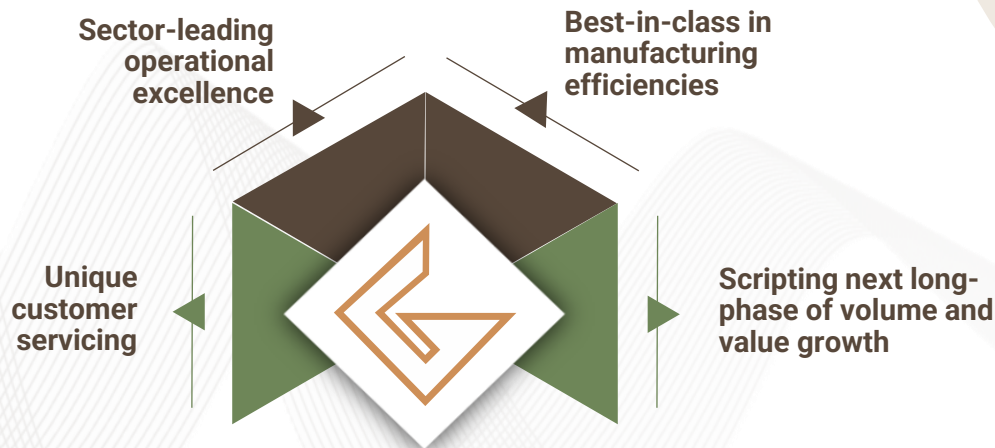 Sector-leading
operational
excellence
Best-in-class in
manufacturing
efficiencies
Unique
customer
servicing
Scripting next long-
phase of volume and
value growth